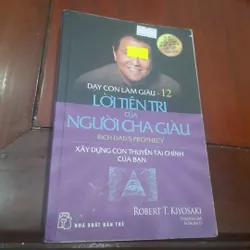 DẠY CON LÀM GIÀU - 12
LỜI TIÊN TRI
CỦA
NGƯỜI CHA GIÀU
RICH DAD'S PROPHECY
XÂY DỰNG CON THUYỀN TÀI CHÍNH
CỦA BẠN
ROBERT T. KIYOSAKI
NHÀ XUẤT BẢN TRẺ